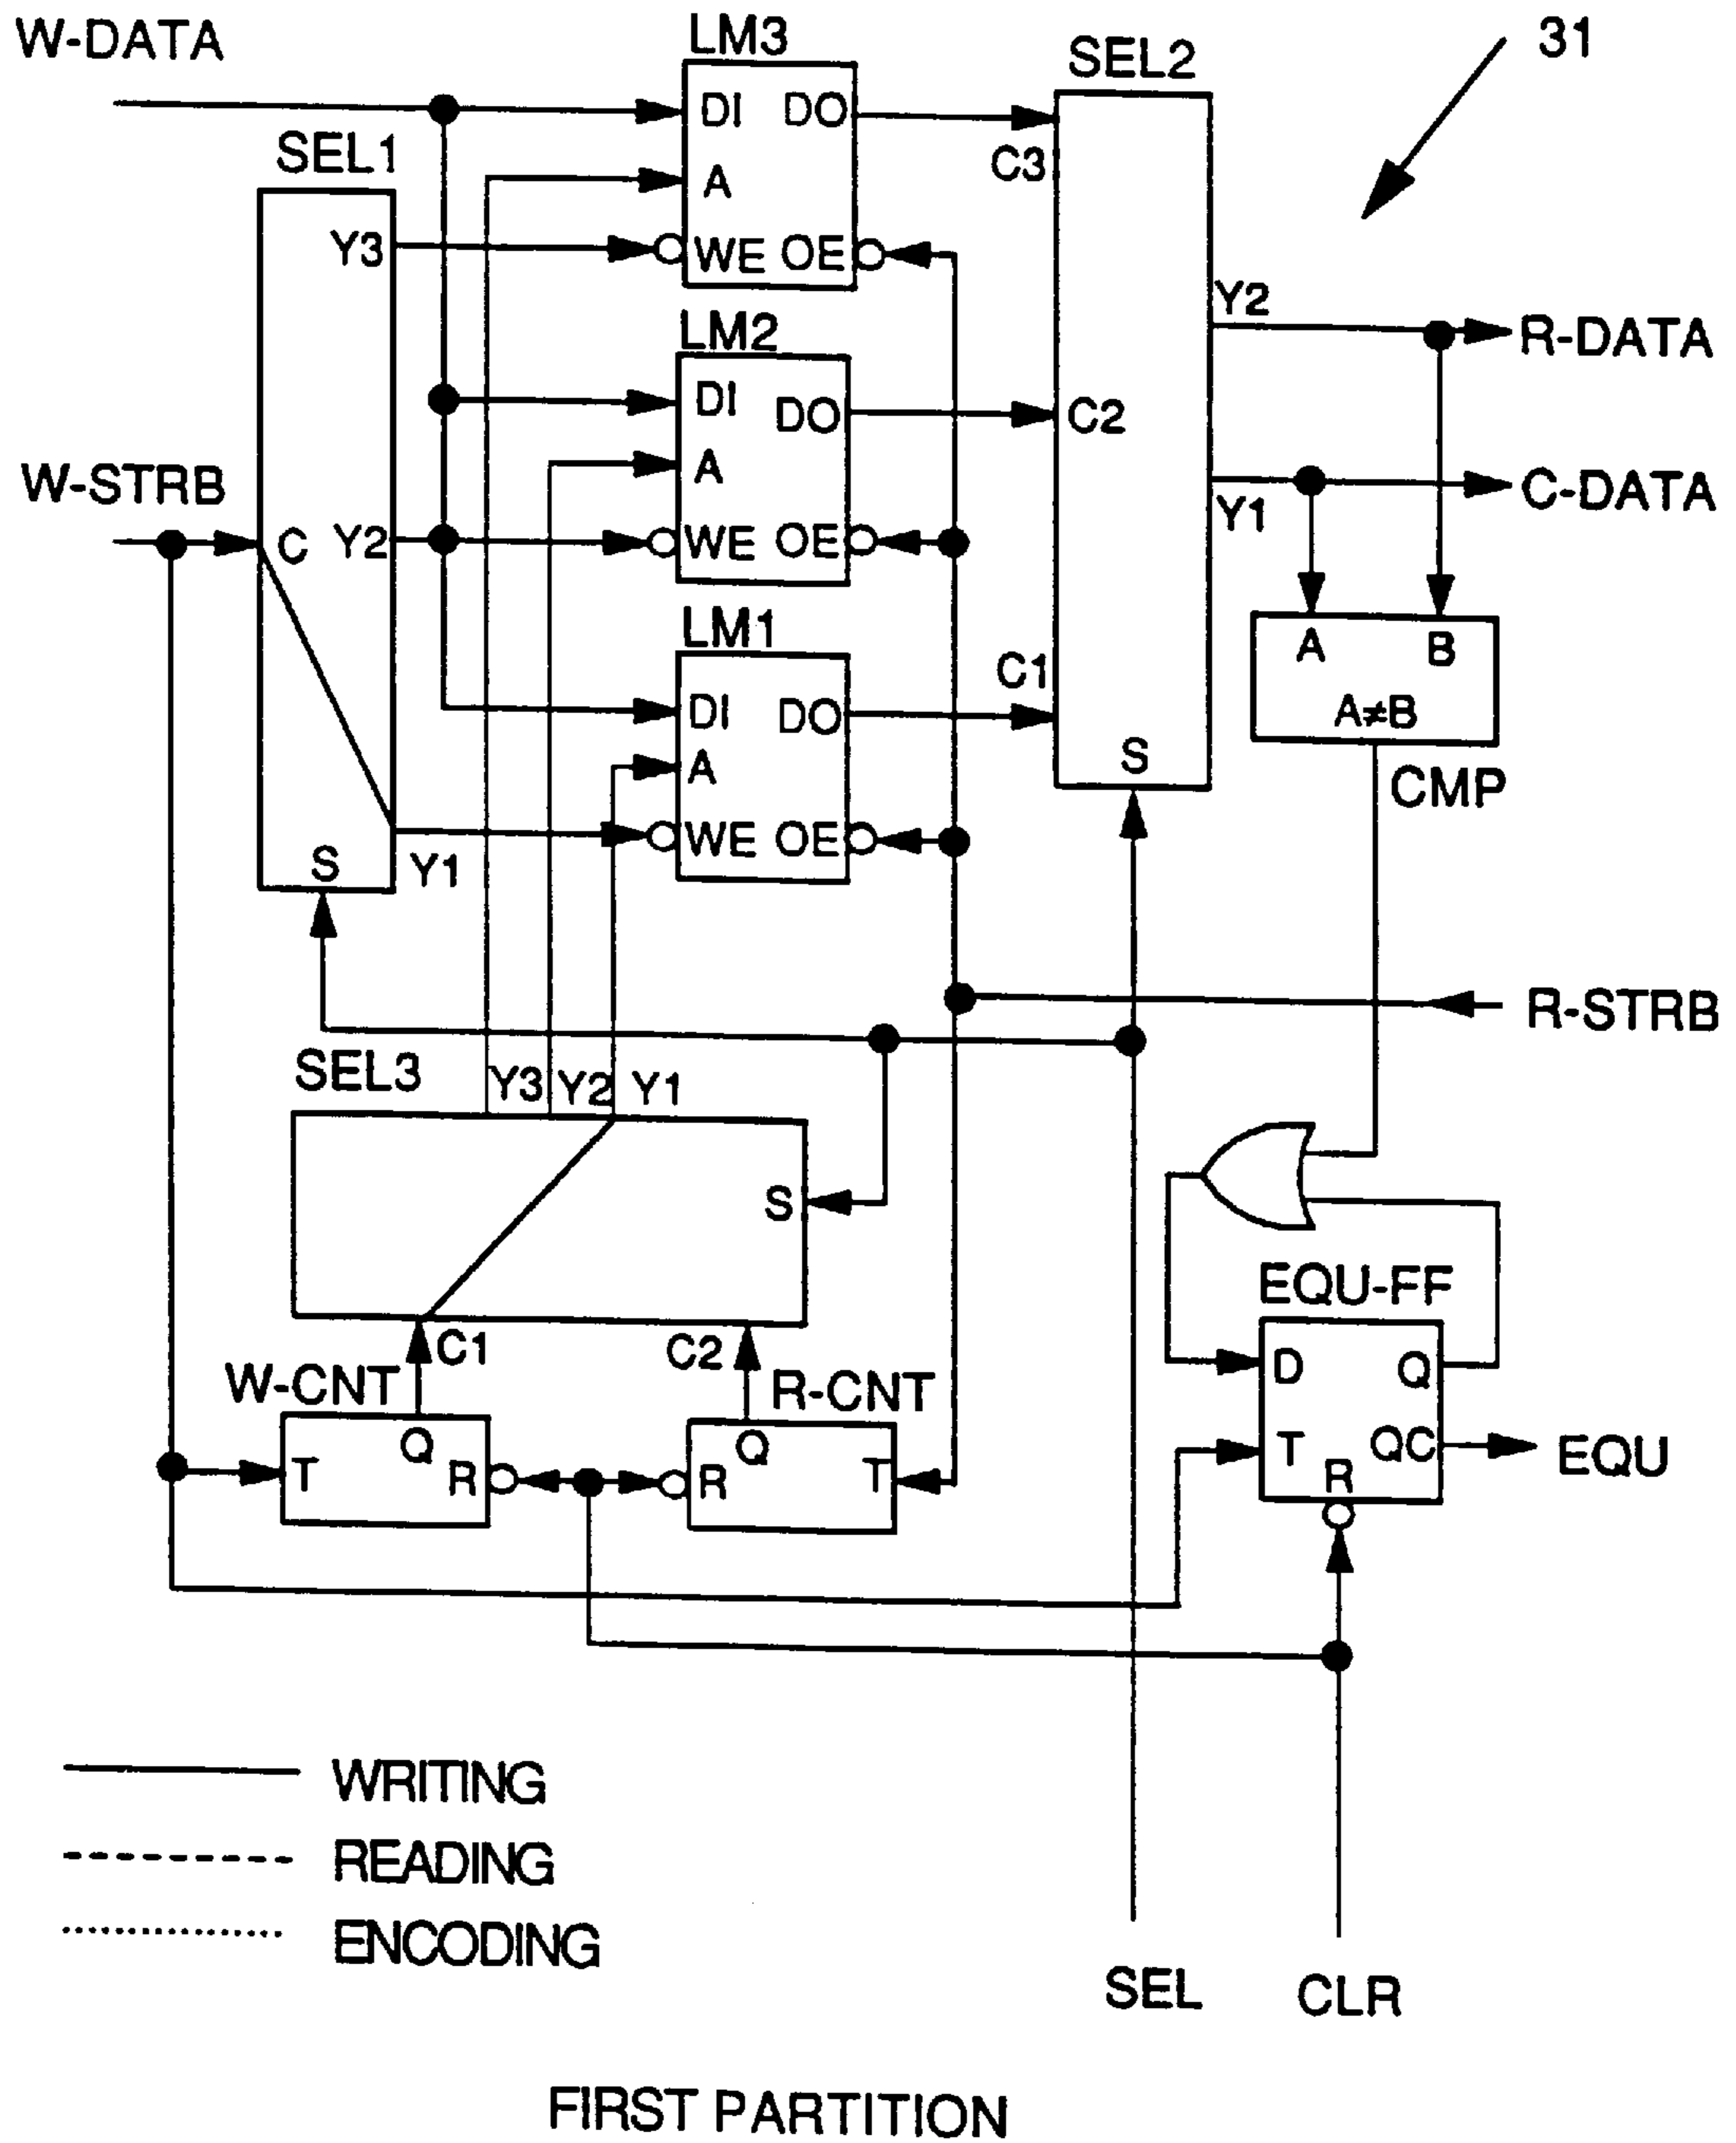 W-DATA
LM3
SEL2
31
DI DO
SEL1
C3
A
Y3
WE OE
LM2
Y2
R-DATA
DI
DO
C2
A
W-STRB
C-DATA
Y1
C
Y2
WE OE
LM1
A B
C1
DI DO
A≠B
S
A
CMP
WE OE
S
Y1
R-STRB
SEL3
Y3 Y2 Y1
S
EQU-FF
C1
C2
D Q
W-CNT
R-CNT
Q
Q
T
R
R
T
T
QC
EQU
R
WRITING
READING
ENCODING
SEL
CLR
FIRST PARTITION